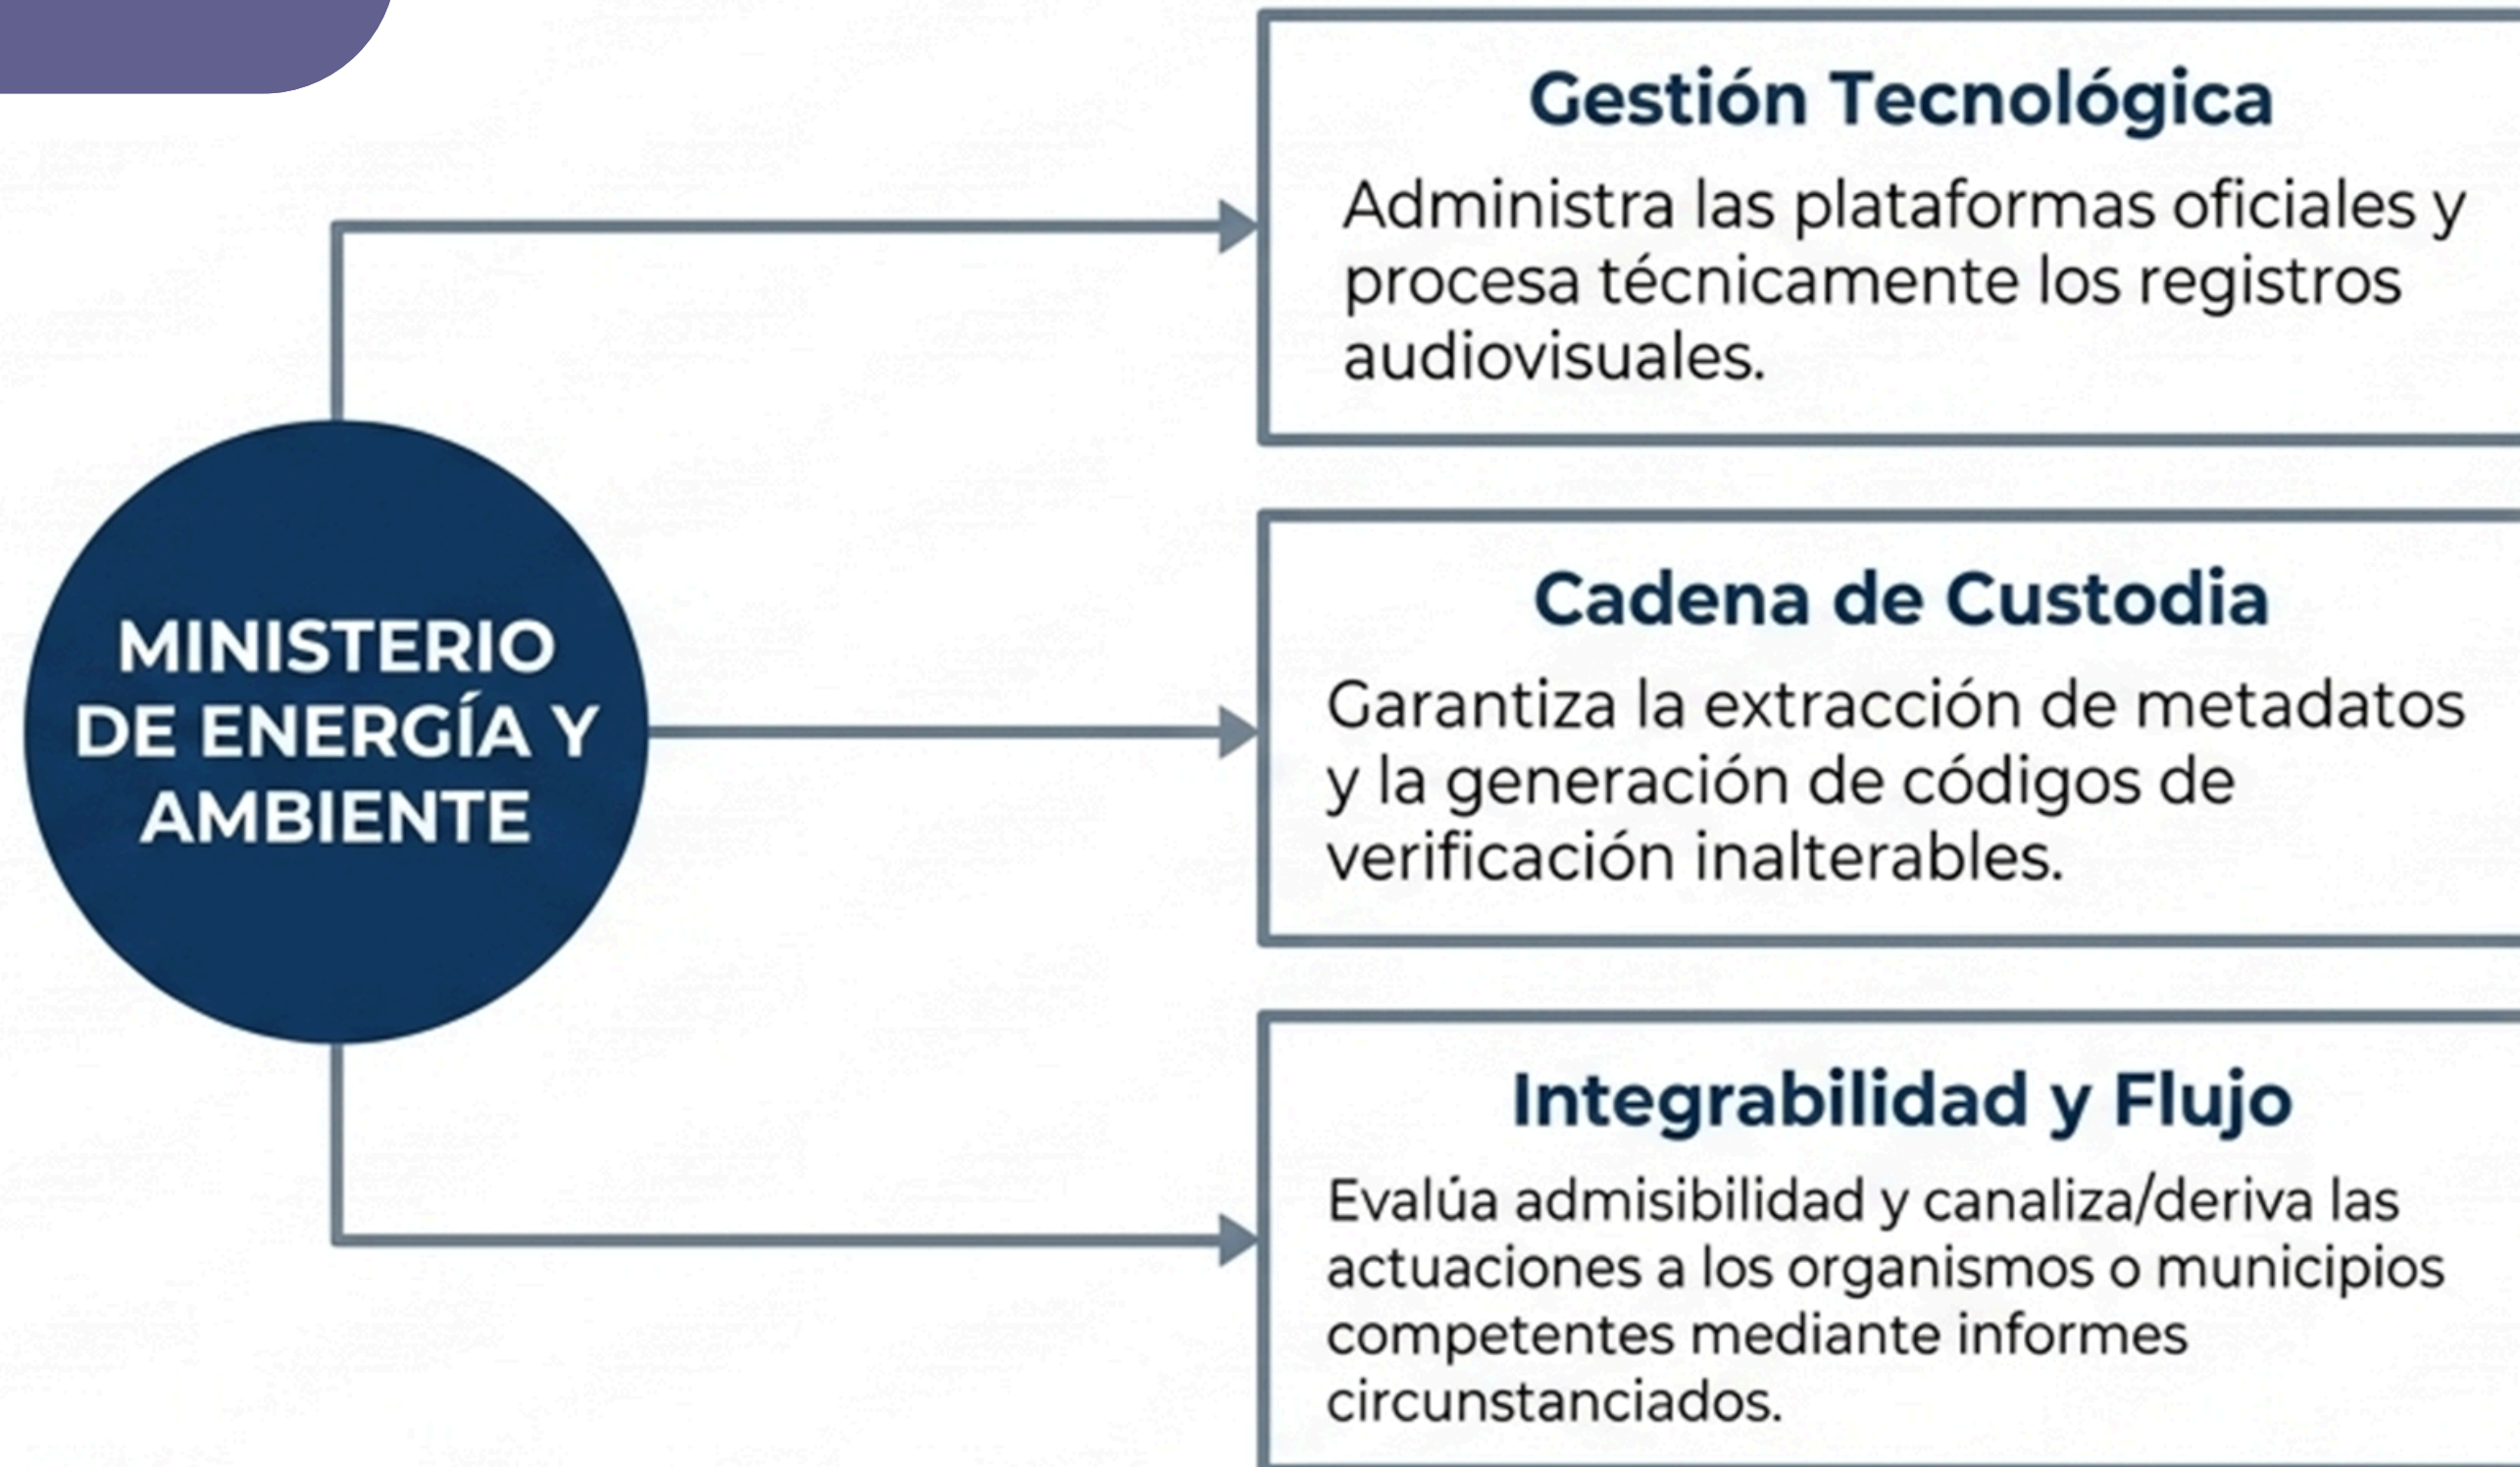 Gestión Tecnológica
Administra las plataformas oficiales y
procesa técnicamente los registros
audiovisuales.
MINISTERIO
DE ENERGÍA Y
AMBIENTE
Cadena de Custodia
Garantiza la extracción de metadatos
y la generación de códigos de
verificación inalterables.
Integrabilidad y Flujo
Evalúa admisibilidad y canaliza/deriva las
actuaciones a los organismos o municipios
competentes mediante informes
circunstanciados.